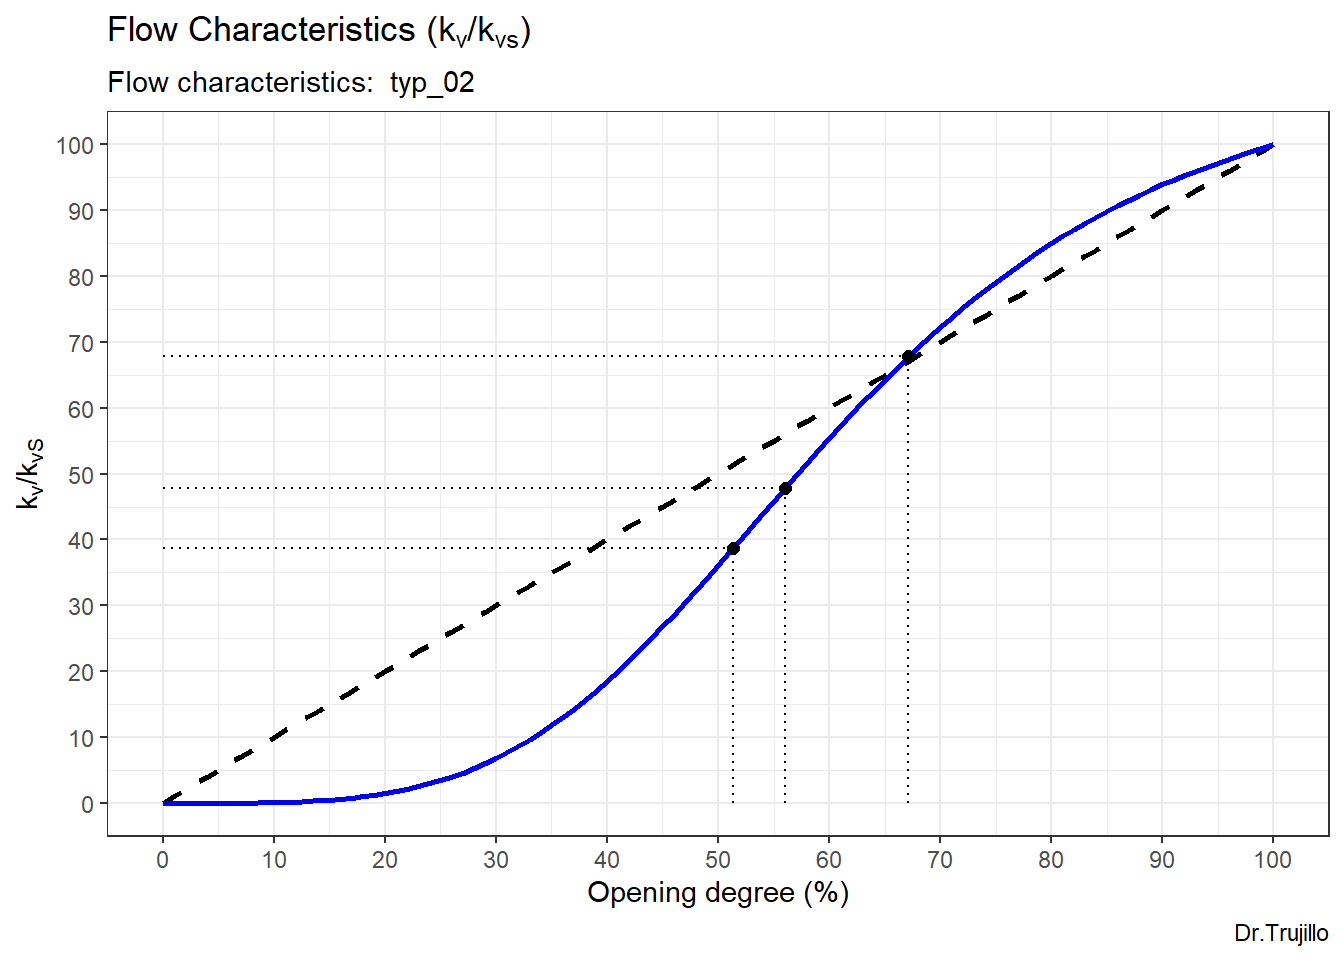 Flow Characteristics (kv/kvs)
Flow characteristics:  typ_02
100
90
80
70
60
50
40
30
20
10
0
kv/kvS
0 10 20 30 40 50 60 70 80 90 100
Opening degree (%)
Dr.Trujillo